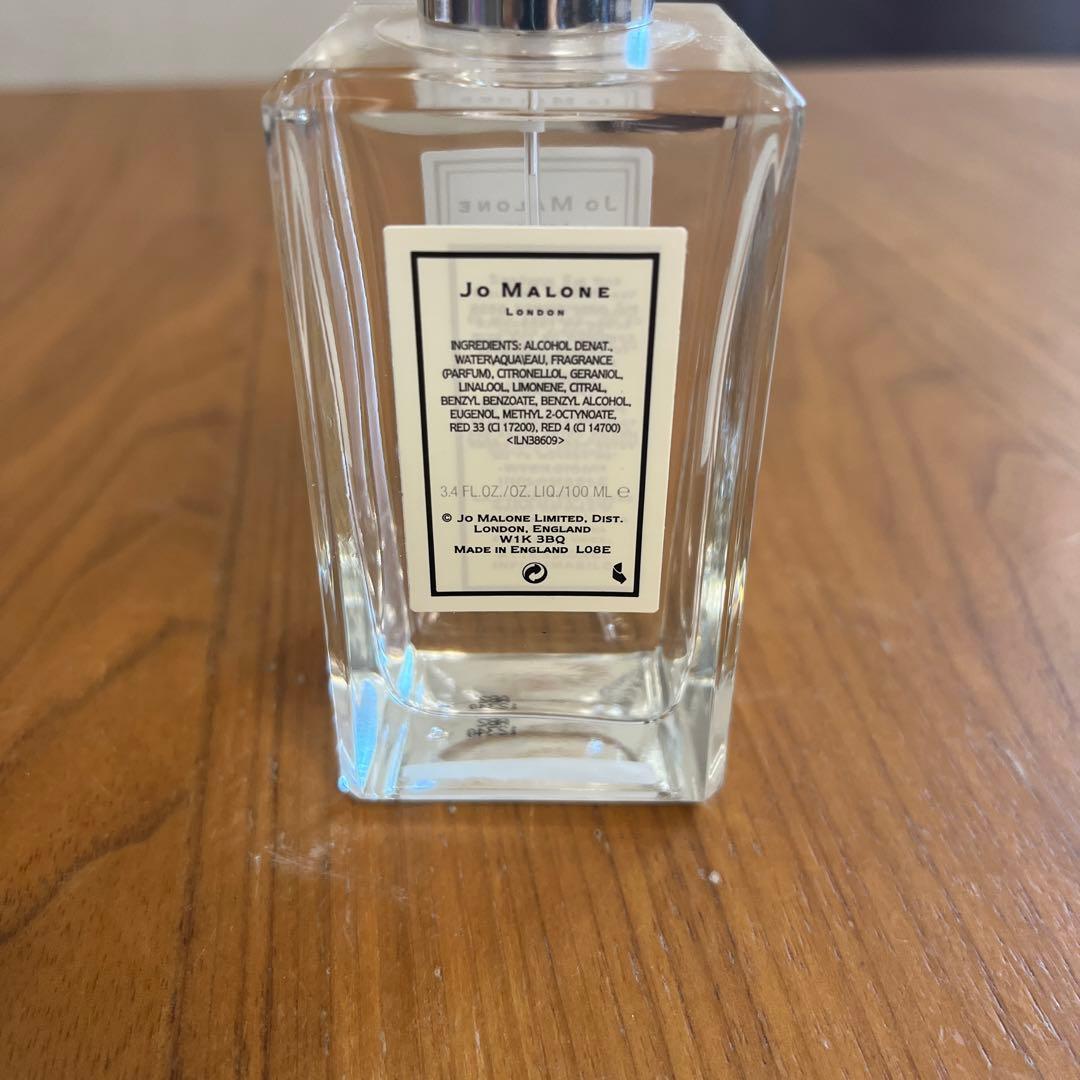 Jo Malone
Jo Malone
London
INGREDIENTS: ALCOHOL DENAT.,
WATER\AQUA\EAU, FRAGRANCE
(PARFUM), CITRONELLOL, GERANIOL,
LINALOOL, LIMONENE, CITRAL,
BENZYL BENZOATE, BENZYL ALCOHOL,
EUGENOL, METHYL 2-OCTYNOATE,
RED 33 (CI 17200), RED 4 (CI 14700)
<ILN38609>
3.4 FL.OZ./OZ. LIQ./100 ML ℮
© Jo Malone Limited, Dist.
London, England
W1K 3BQ
Made in England L08E